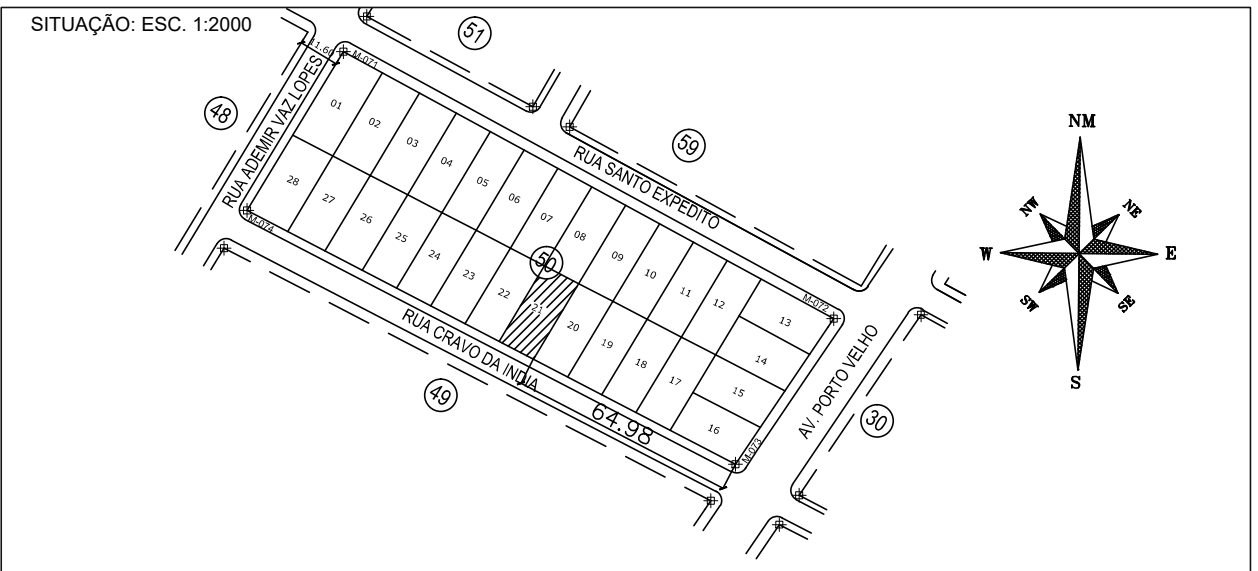 SITUAÇÃO: ESC. 1:2000
51
11.60
M-071
48
RUA ADEMIR VAZ LOPES
59
RUA SANTO EXPEDITO
01
02
03
04
05
06
07
08
09
10
11
12
M-072
13
14
15
16
28
27
26
25
24
23
22
21
20
19
18
17
50
M-074
RUA CRAVO DA INDIA
49
64.98
M-073
AV. PORTO VELHO
30
NM
NW
NE
W
E
SW
SE
S